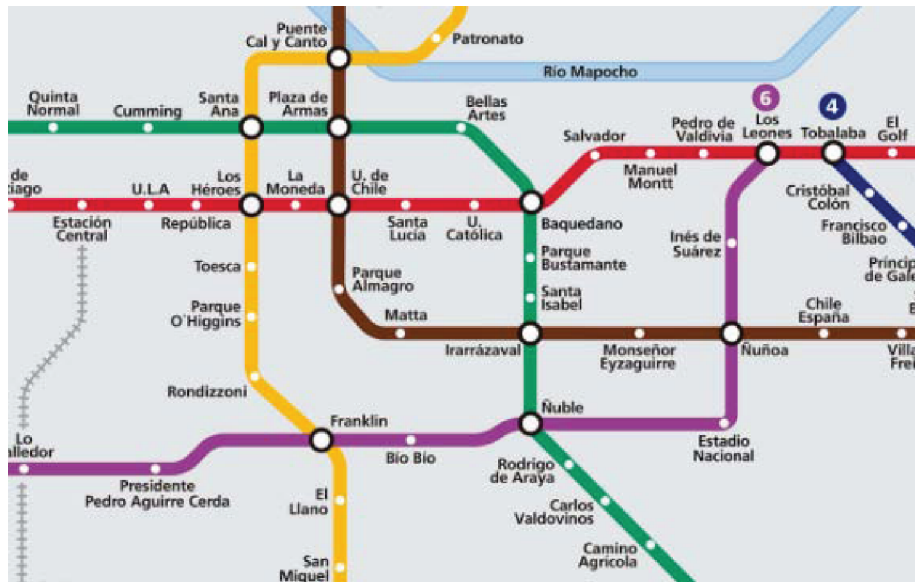 Puente
Cal y Canto
Patronato
Río Mapocho
Quinta
Normal
Cumming
Santa
Ana
Plaza de
Armas
Bellas
Artes
Salvador
Manuel
Montt
Pedro de
Valdivia
6
Los
Leones
4
Tobalaba
El
Golf
de
Estación
Central
U.L.A
República
Los
Héroes
La
Moneda
U. de
Chile
Santa
Lucía
U.
Católica
Baquedano
Cristóbal
Colón
Francisco
Bilbao
Toesca
Parque
Almagro
Parque
Bustamante
Inés de
Suárez
Parque
O`Higgins
Matta
Santa
Isabel
Irarrázaval
Monseñor
Eyzaguirre
Ñuñoa
Chile
España
Rondizzoni
Franklin
Bío Bio
Ñuble
Estadio
Nacional
Lo
Presidente
Pedro Aguirre Cerda
El
Llano
Rodrigo
de Araya
Carlos
Valdovinos
Camino
Agrícola
San
Miguel